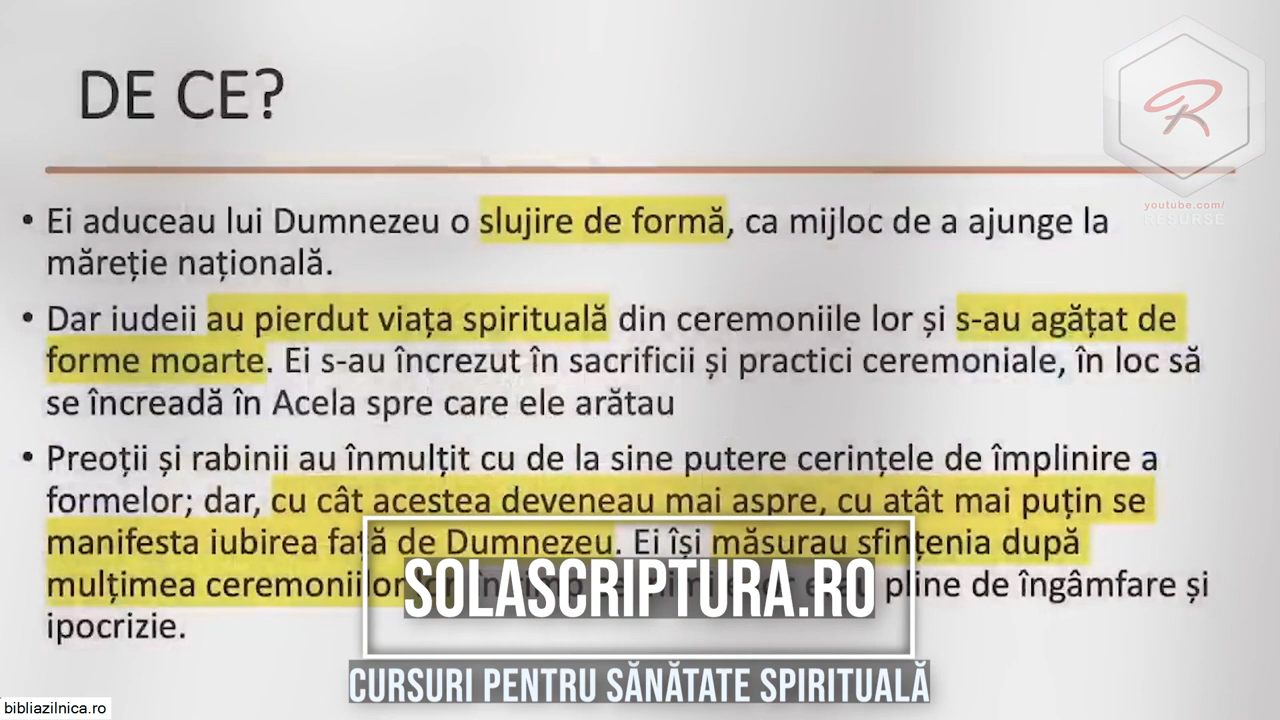 DE CE?
youtube.com/
RESURSE
• Ei aduceau lui Dumnezeu o slujire de formă, ca mijloc de a ajunge la
măreție națională.
• Dar iudeii au pierdut viața spirituală din ceremoniile lor și s-au agățat de
forme moarte. Ei s-au încrezut în sacrificii și practici ceremoniale, în loc să
se încreadă în Acela spre care ele arătau
• Preoții și rabinii au înmulțit cu de la sine putere cerințele de împlinire a
formelor; dar, cu cât acestea deveneau mai aspre, cu atât mai puțin se
manifesta iubirea față de Dumnezeu. Ei își măsurau sfințenia după
mulțimea ceremoniilor pline de îngâmfare și
ipocrizie.
SOLASCRIPTURA.RO
CURSURI PENTRU SĂNĂTATE SPIRITUALĂ
bibliazilnica.ro